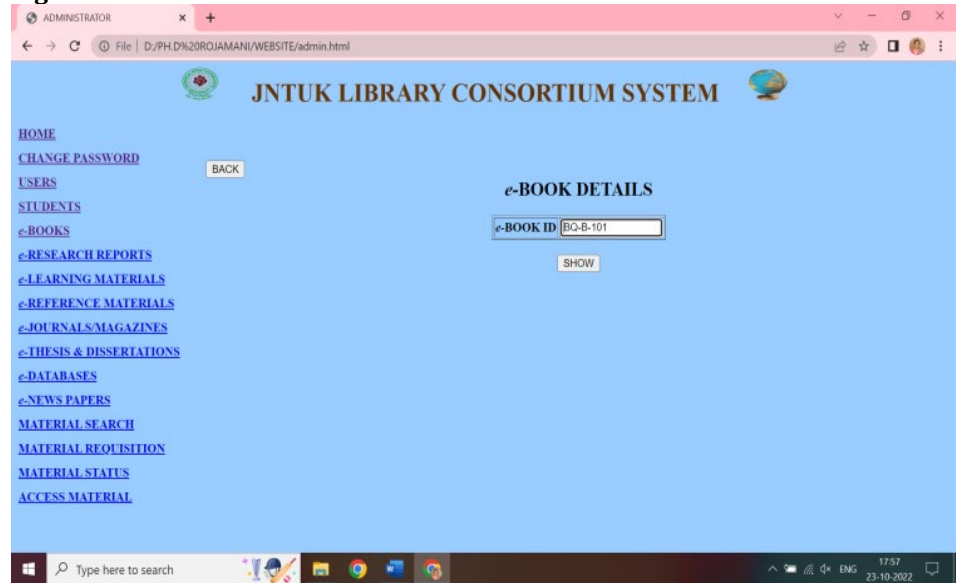 ADMINISTRATOR
File | D:/PH.D%20ROJAMANI/WEBSITE/admin.html
JNTUK LIBRARY CONSORTIUM SYSTEM
HOME
CHANGE PASSWORD
USERS
STUDENTS
e-BOOKS
e-RESEARCH REPORTS
e-LEARNING MATERIALS
e-REFERENCE MATERIALS
e-JOURNALS/MAGAZINES
e-THESIS & DISSERTATIONS
e-DATABASES
e-NEWS PAPERS
MATERIAL SEARCH
MATERIAL REQUISITION
MATERIAL STATUS
ACCESS MATERIAL
BACK
e-BOOK DETAILS
e-BOOK ID BQ-B-101
SHOW
Type here to search
ENG
17:57
23-10-2022